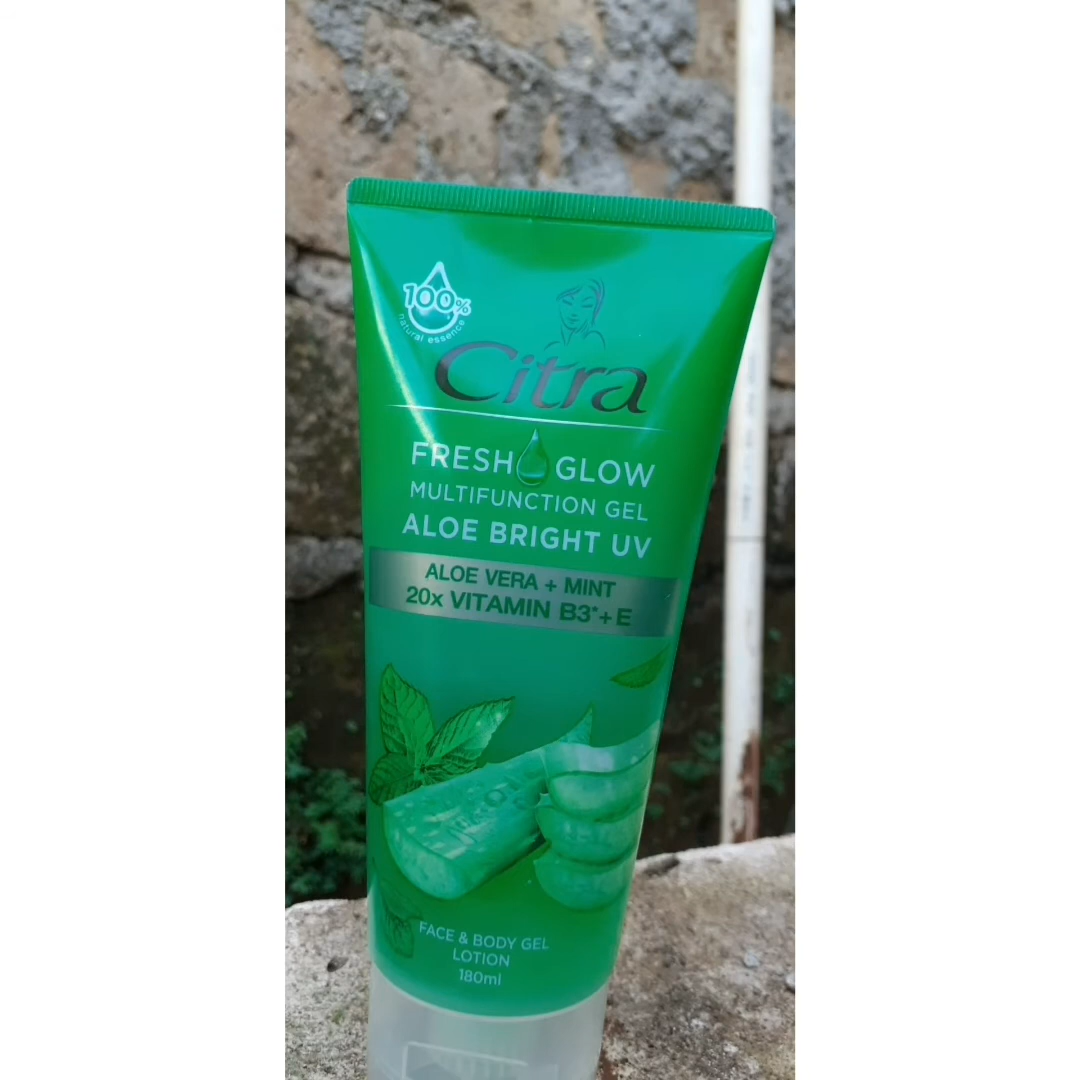 100%
natural essence
Citra
FRESH GLOW
MULTIFUNCTION GEL
ALOE BRIGHT UV
ALOE VERA + MINT
20x VITAMIN B3*+E
FACE & BODY GEL
LOTION
180ml